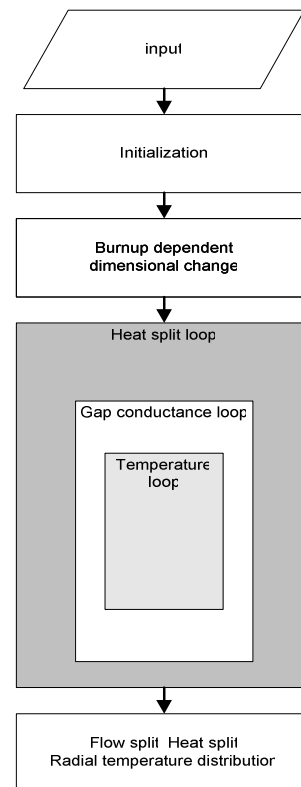 input
Initialization
Burnup dependent
dimensional change
Heat split loop
Gap conductance loop
Temperature
loop
Flow split Heat split
Radial temperature distribution